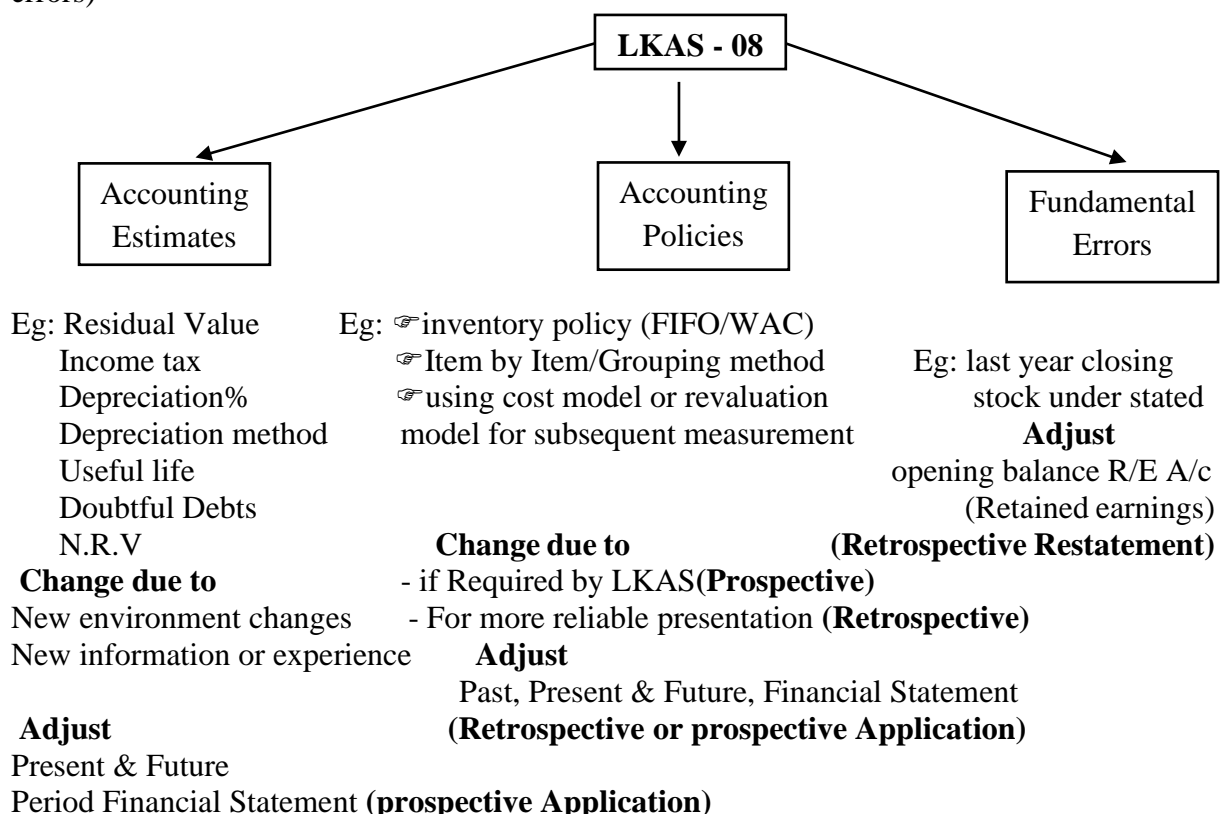 errors)
LKAS - 08
Accounting
Estimates
Accounting
Policies
Fundamental
Errors
Eg: Residual Value
Income tax
Depreciation%
Depreciation method
Useful life
Doubtful Debts
N.R.V
Change due to
New environment changes
New information or experience
Adjust
Present & Future
Period Financial Statement (prospective Application)
Eg: ☞inventory policy (FIFO/WAC)
☞Item by Item/Grouping method
☞using cost model or revaluation
model for subsequent measurement
Change due to
- if Required by LKAS(Prospective)
- For more reliable presentation (Retrospective)
Adjust
Past, Present & Future, Financial Statement
(Retrospective or prospective Application)
Eg: last year closing
stock under stated
Adjust
opening balance R/E A/c
(Retained earnings)
(Retrospective Restatement)